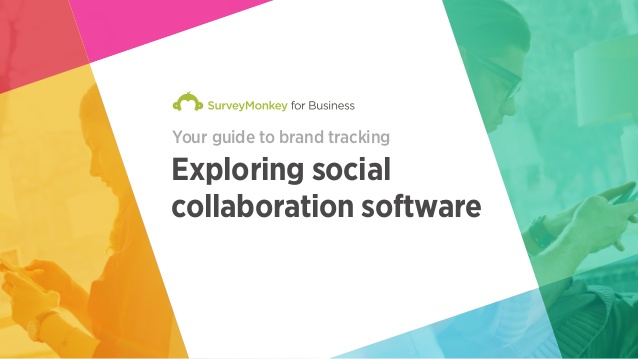 SurveyMonkey for Business
Your guide to brand tracking
Exploring social
collaboration software